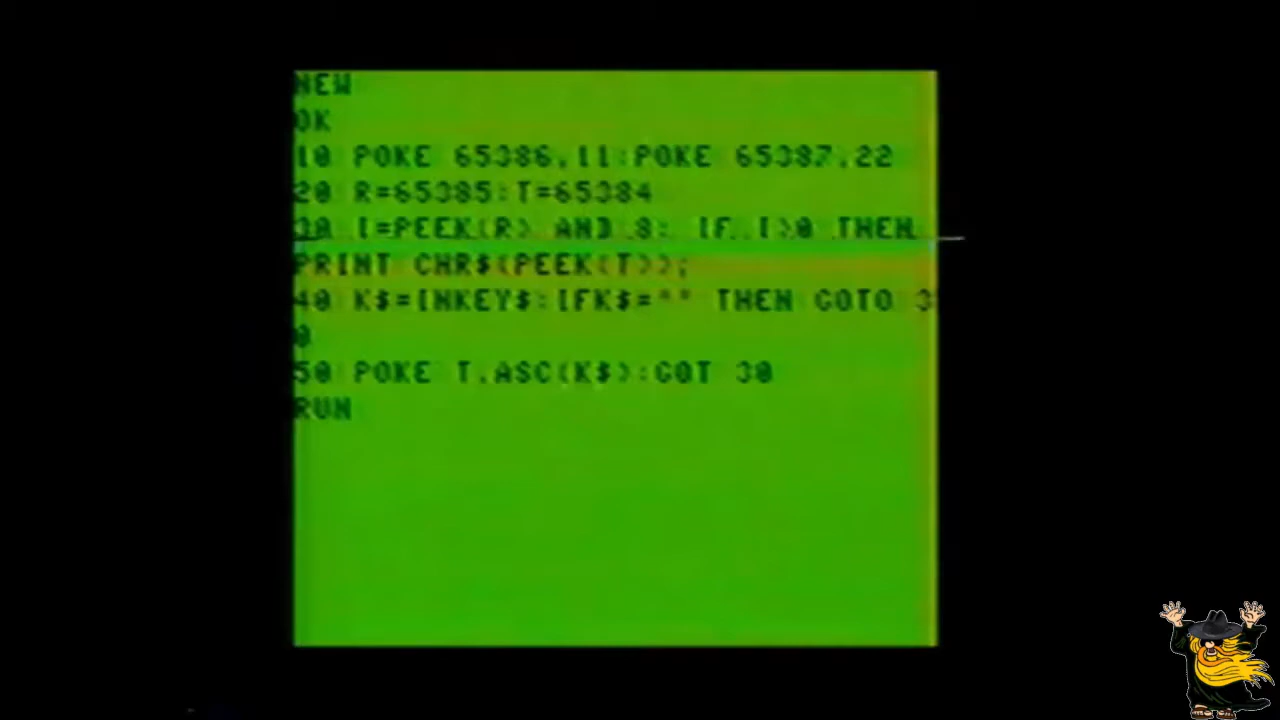 NEW
OK
10 POKE 65386,11:POKE 65387,22
20 R=65385:T=65384
30 I=PEEK(R) AND 8: IF I>0 THEN
PRINT CHR$(PEEK(T));
40 K$=INKEY$:IFK$="" THEN GOTO 3
0
50 POKE T,ASC(K$):GOT 30
RUN